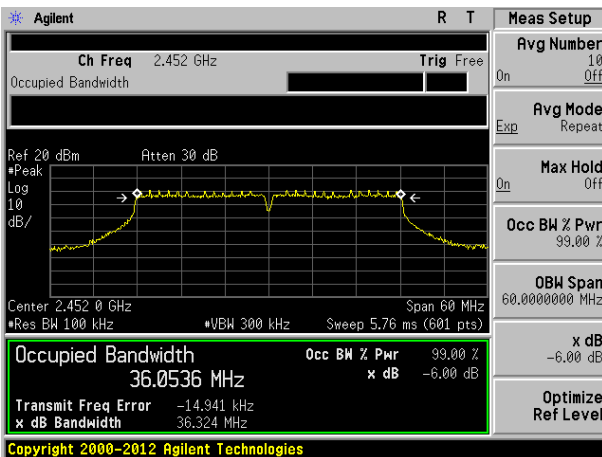 Agilent R T
Ch Freq 2.452 GHz Trig Free
Occupied Bandwidth
Ref 20 dBm Atten 30 dB
#Peak
Log
10
dB/
Center 2.452 0 GHz Span 60 MHz
#Res BW 100 kHz #VBW 300 kHz Sweep 5.76 ms (601 pts)
Occupied Bandwidth Occ BW % Pwr 99.00 %
36.0536 MHz x dB -6.00 dB
Transmit Freq Error -14.941 kHz
x dB Bandwidth 36.324 MHz
Copyright 2000-2012 Agilent Technologies
Meas Setup
Avg Number
10
On Off
Avg Mode
Exp Repeat
Max Hold
On Off
Occ BW % Pwr
99.00 %
OBW Span
60.0000000 MHz
x dB
-6.00 dB
Optimize
Ref Level